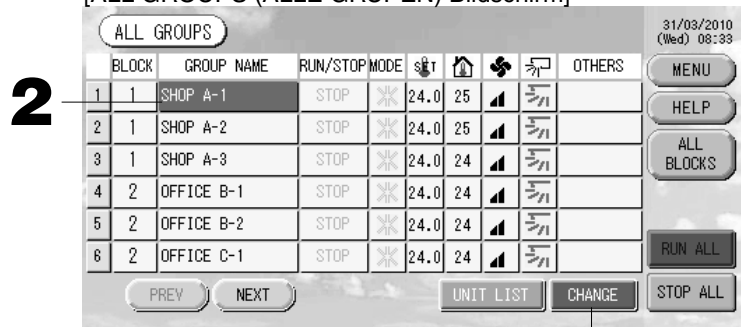 [ALL GROUPS (ALLE GRUPPEN)-Bildschirm]
ALL GROUPS
31/03/2010
(Wed) 08:33
BLOCK GROUP NAME RUN/STOP MODE SET OTHERS
MENU
2
1 1 SHOP A-1 STOP 24.0 25
HELP
2 1 SHOP A-2 STOP 24.0 25
3 1 SHOP A-3 STOP 24.0 24
ALL
BLOCKS
4 2 OFFICE B-1 STOP 24.0 24
5 2 OFFICE B-2 STOP 24.0 24
6 2 OFFICE C-1 STOP 24.0 24
RUN ALL
PREV NEXT UNIT LIST CHANGE STOP ALL